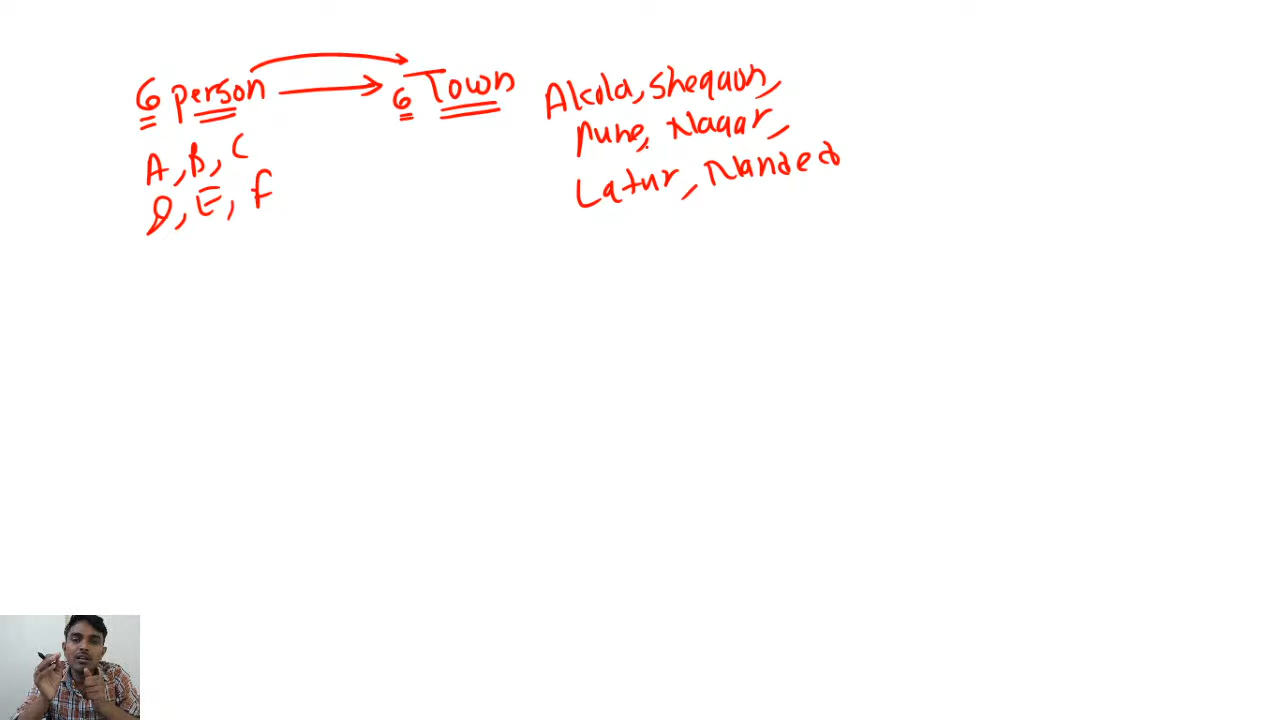 6 person → 6 Town
Akola, Shegaon,
Pune, Nagar,
Latur, Nanded
A, B, C
D, E, F